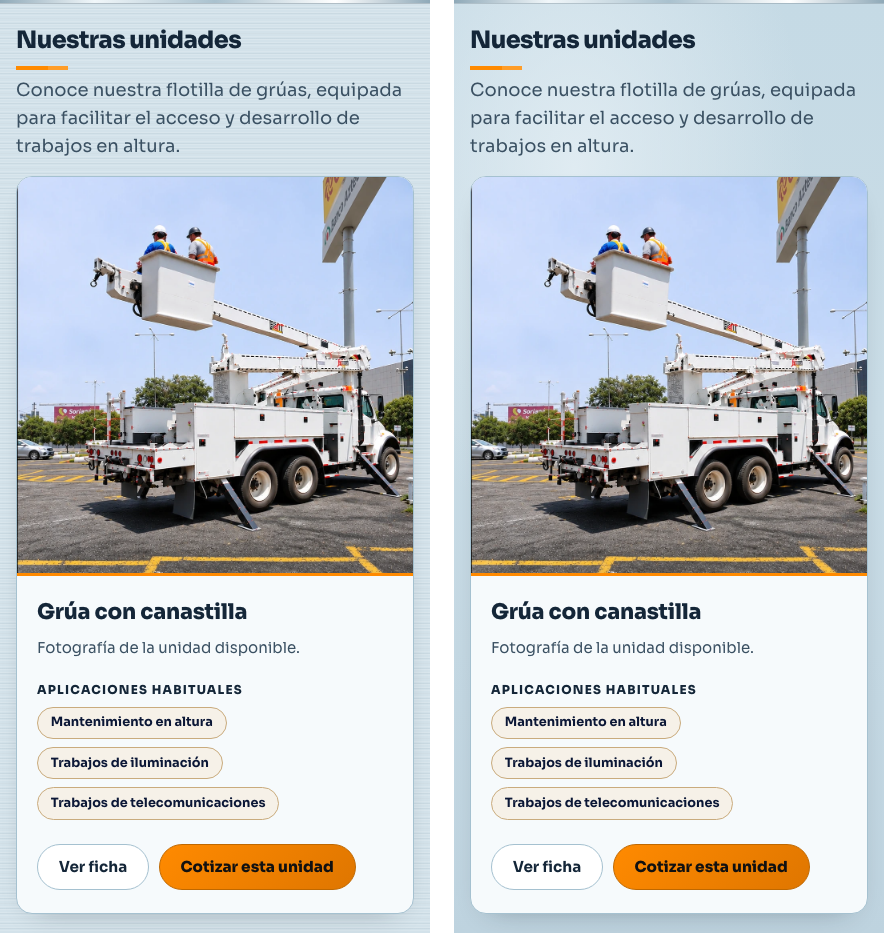 Nuestras unidades
Conoce nuestra flotilla de grúas, equipada
para facilitar el acceso y desarrollo de
trabajos en altura.
Grúa con canastilla
Fotografía de la unidad disponible.
APLICACIONES HABITUALES
Mantenimiento en altura
Trabajos de iluminación
Trabajos de telecomunicaciones
Ver ficha
Cotizar esta unidad
Nuestras unidades
Conoce nuestra flotilla de grúas, equipada
para facilitar el acceso y desarrollo de
trabajos en altura.
Grúa con canastilla
Fotografía de la unidad disponible.
APLICACIONES HABITUALES
Mantenimiento en altura
Trabajos de iluminación
Trabajos de telecomunicaciones
Ver ficha
Cotizar esta unidad